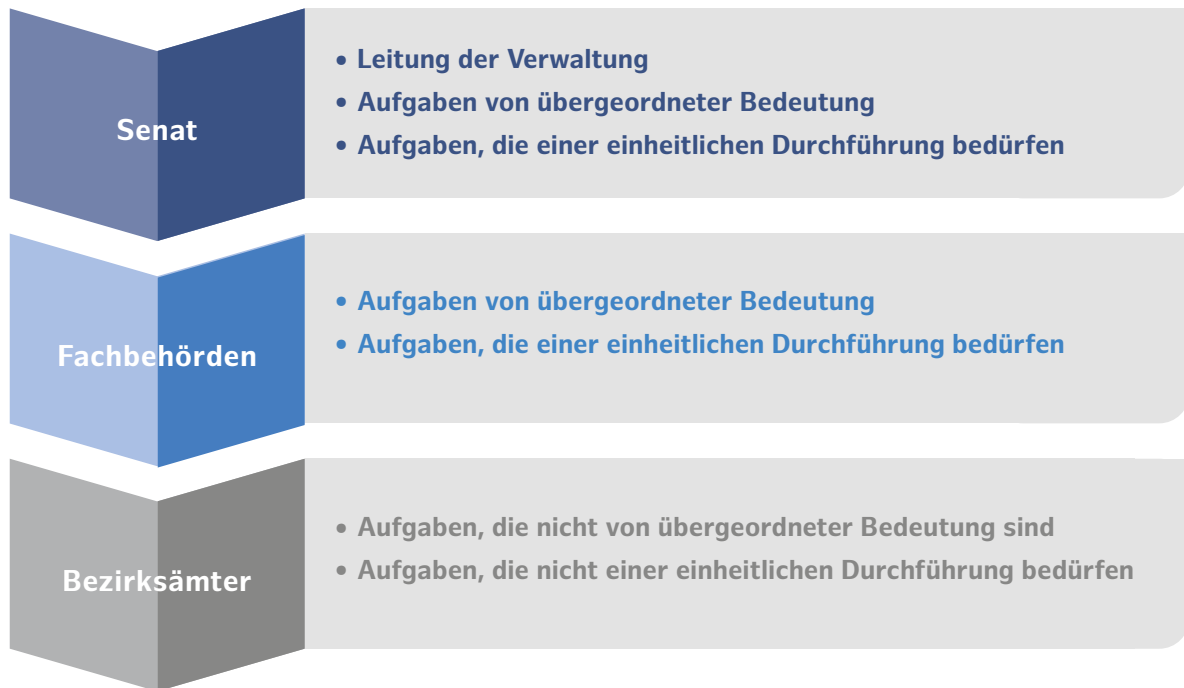 Senat
• Leitung der Verwaltung
• Aufgaben von übergeordneter Bedeutung
• Aufgaben, die einer einheitlichen Durchführung bedürfen
Fachbehörden
• Aufgaben von übergeordneter Bedeutung
• Aufgaben, die einer einheitlichen Durchführung bedürfen
Bezirksämter
• Aufgaben, die nicht von übergeordneter Bedeutung sind
• Aufgaben, die nicht einer einheitlichen Durchführung bedürfen